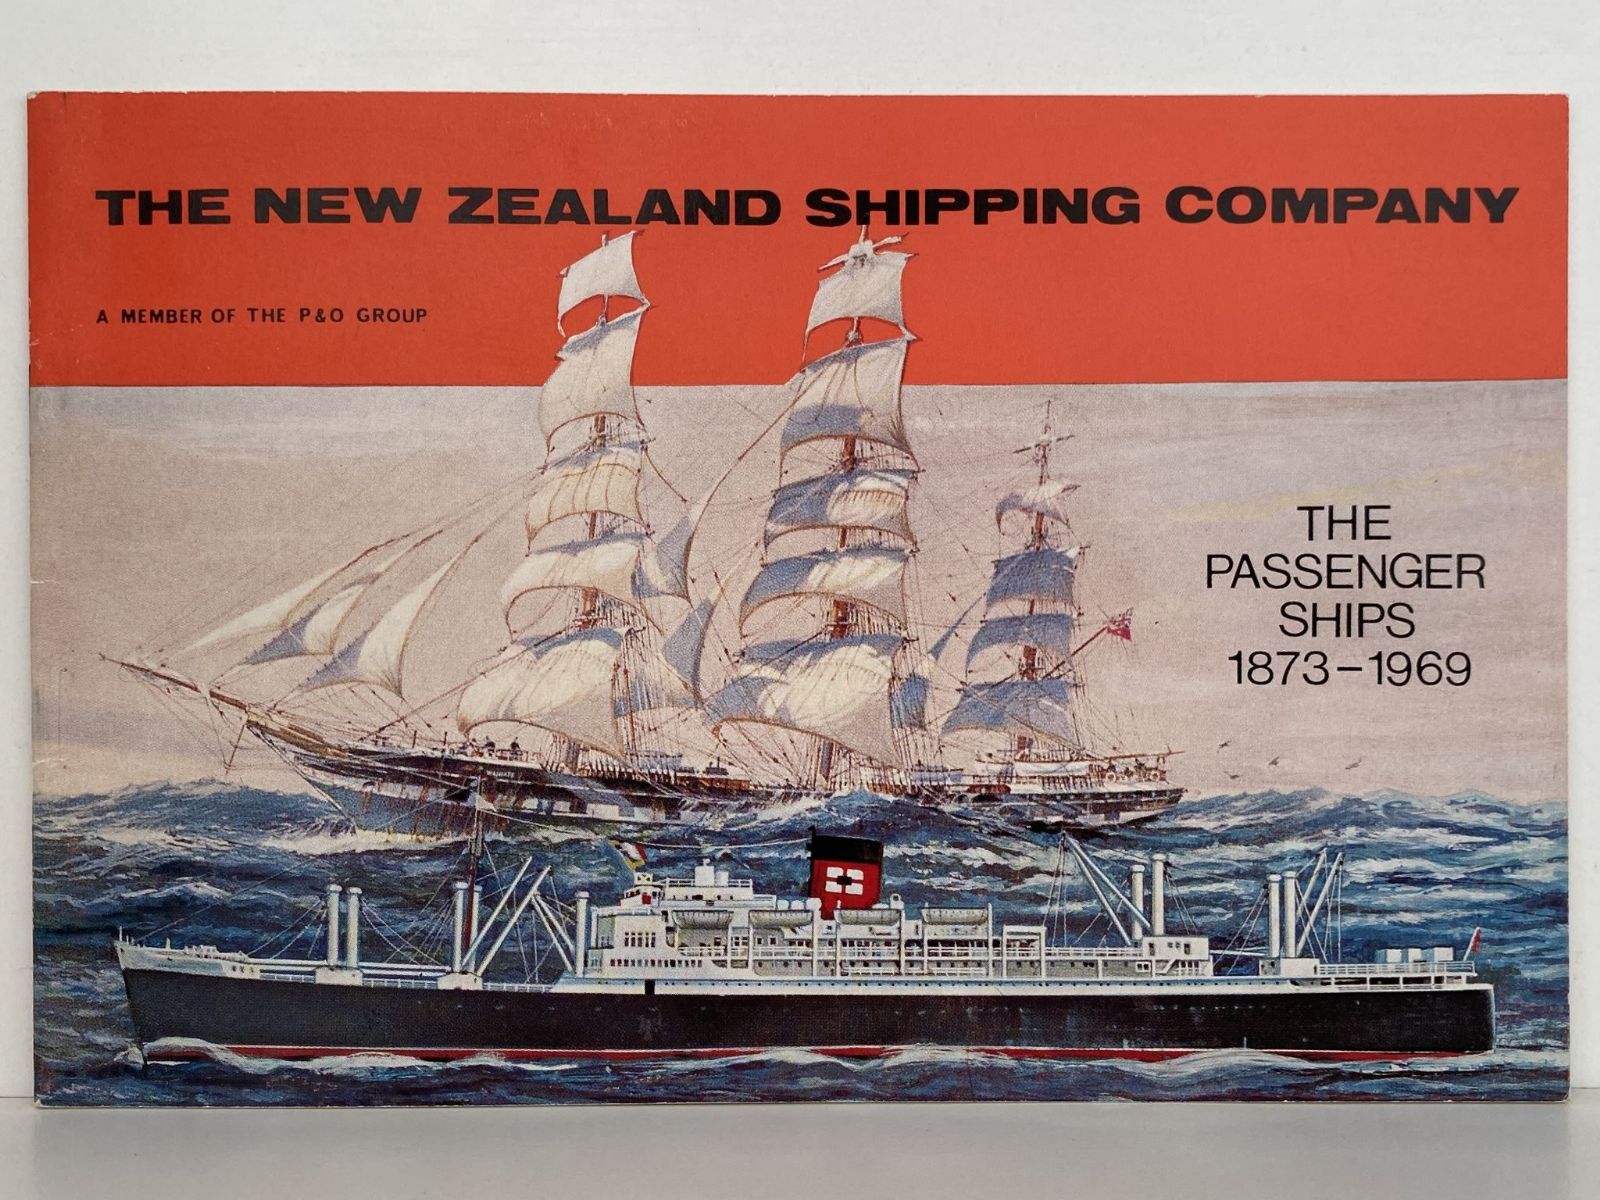 THE NEW ZEALAND SHIPPING COMPANY
A MEMBER OF THE P&O GROUP
THE
PASSENGER
SHIPS
1873–1969